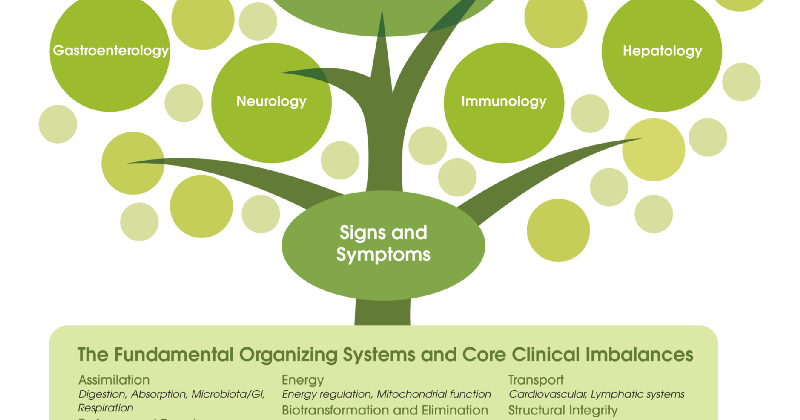 Gastroenterology
Hepatology
Neurology
Immunology
Signs and
Symptoms
The Fundamental Organizing Systems and Core Clinical Imbalances
Assimilation
Digestion, Absorption, Microbiota/GI,
Respiration
Energy
Energy regulation, Mitochondrial function
Biotransformation and Elimination
Transport
Cardiovascular, Lymphatic systems
Structural Integrity